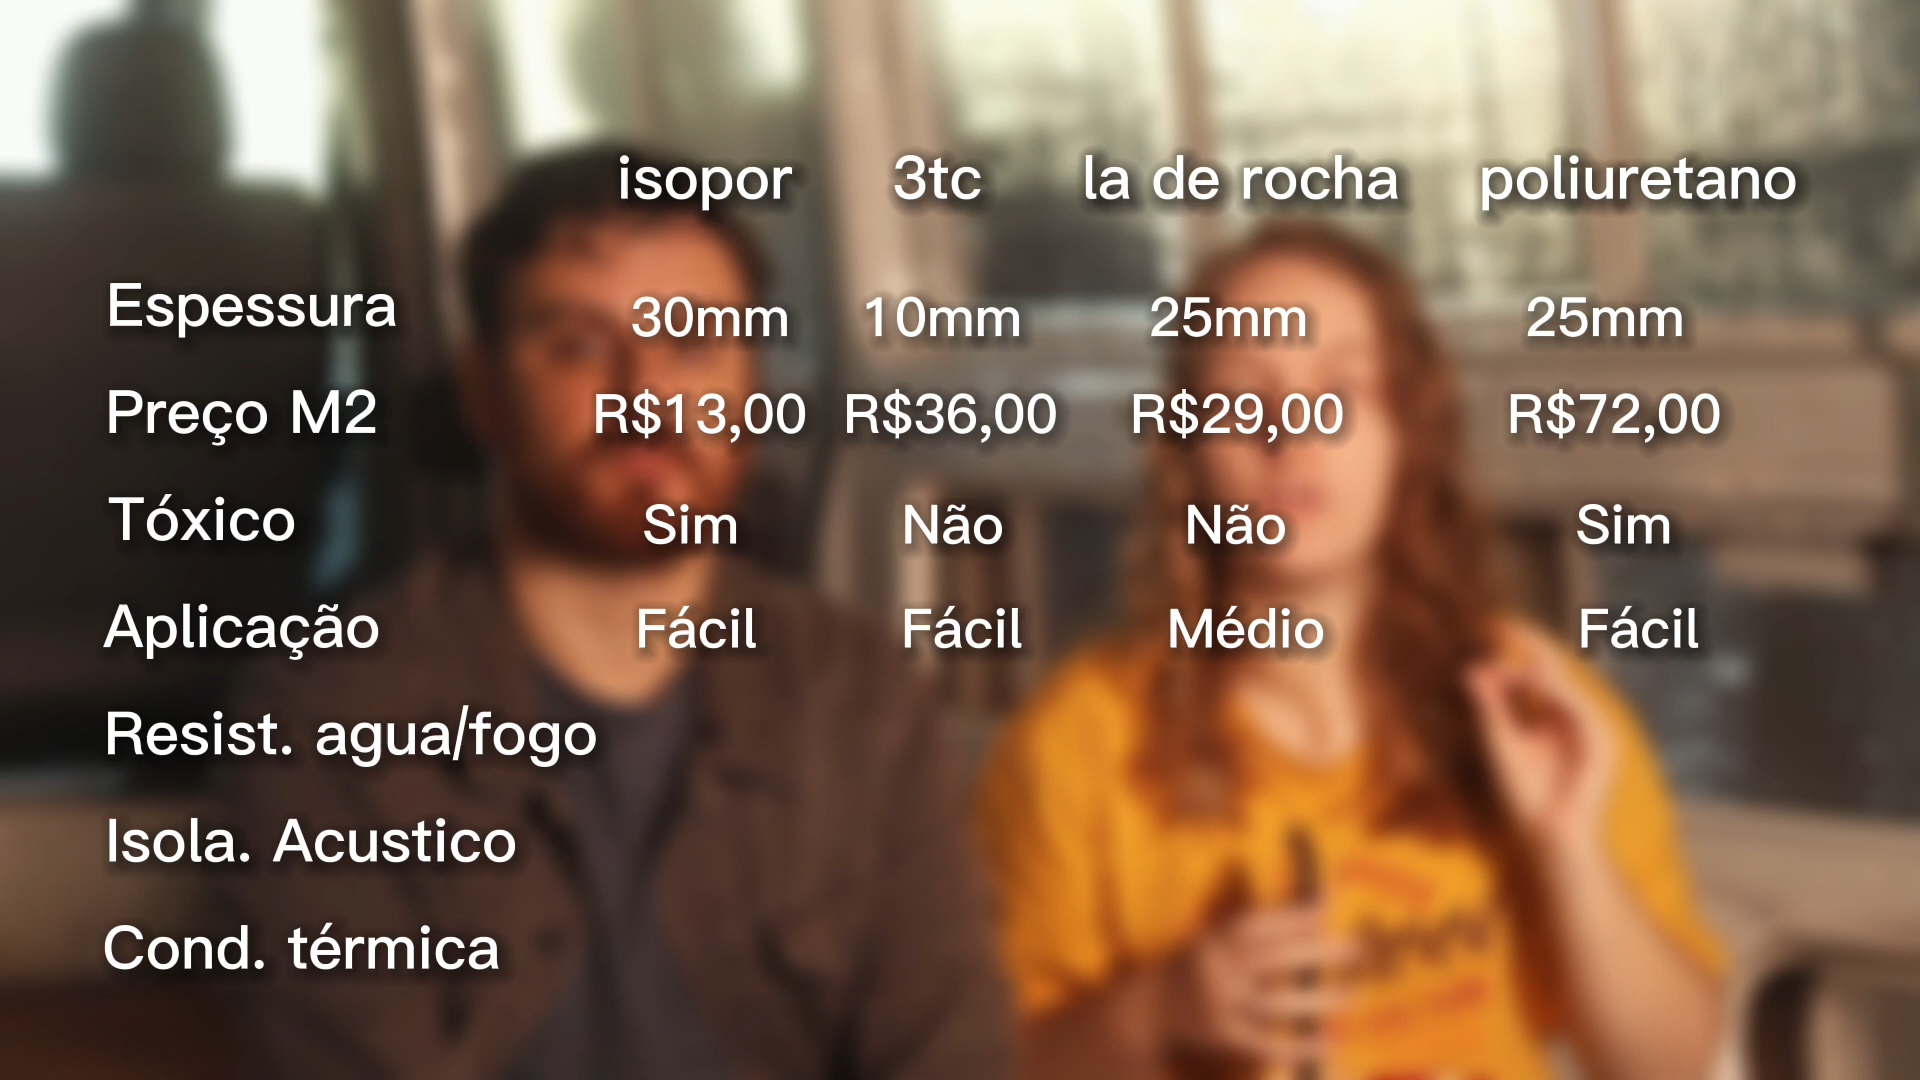 isopor 3tc la de rocha poliuretano
Espessura 30mm 10mm 25mm 25mm
Preço M2 R$13,00 R$36,00 R$29,00 R$72,00
Tóxico Sim Não Não Sim
Aplicação Fácil Fácil Médio Fácil
Resist. agua/fogo
Isola. Acustico
Cond. térmica